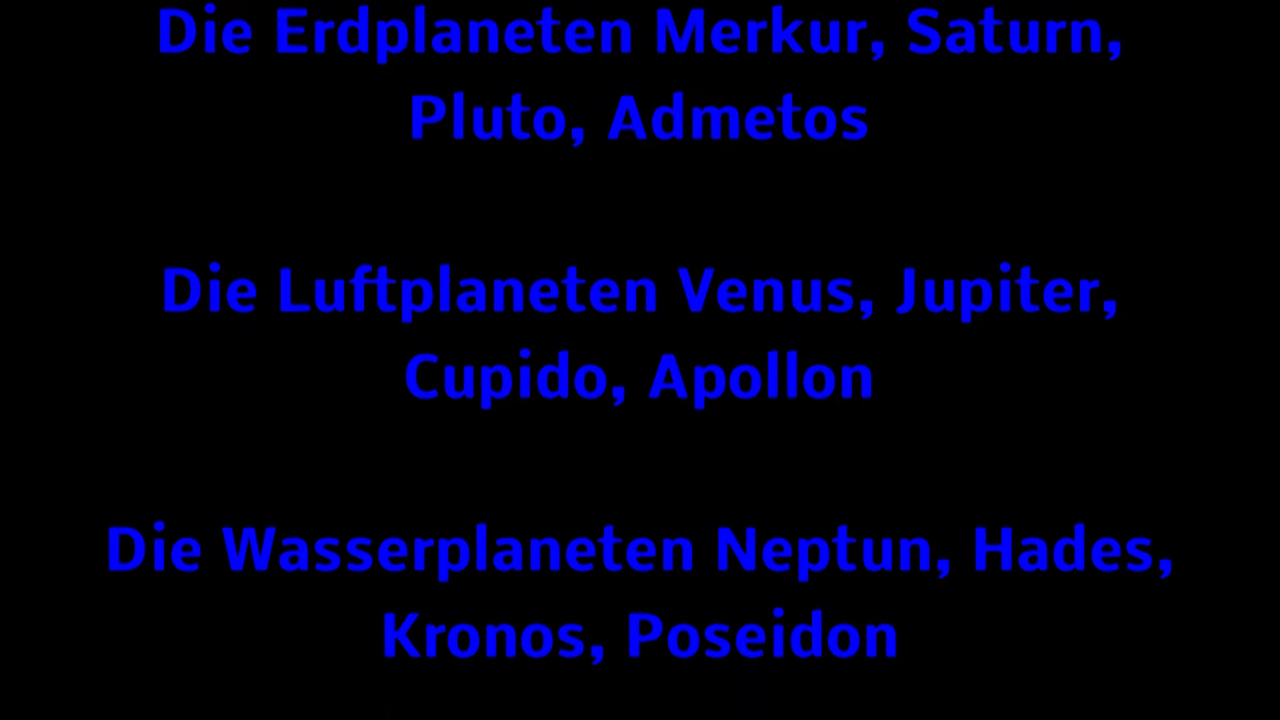 Die Erdplaneten Merkur, Saturn,
Pluto, Admetos
Die Luftplaneten Venus, Jupiter,
Cupido, Apollon
Die Wasserplaneten Neptun, Hades,
Kronos, Poseidon